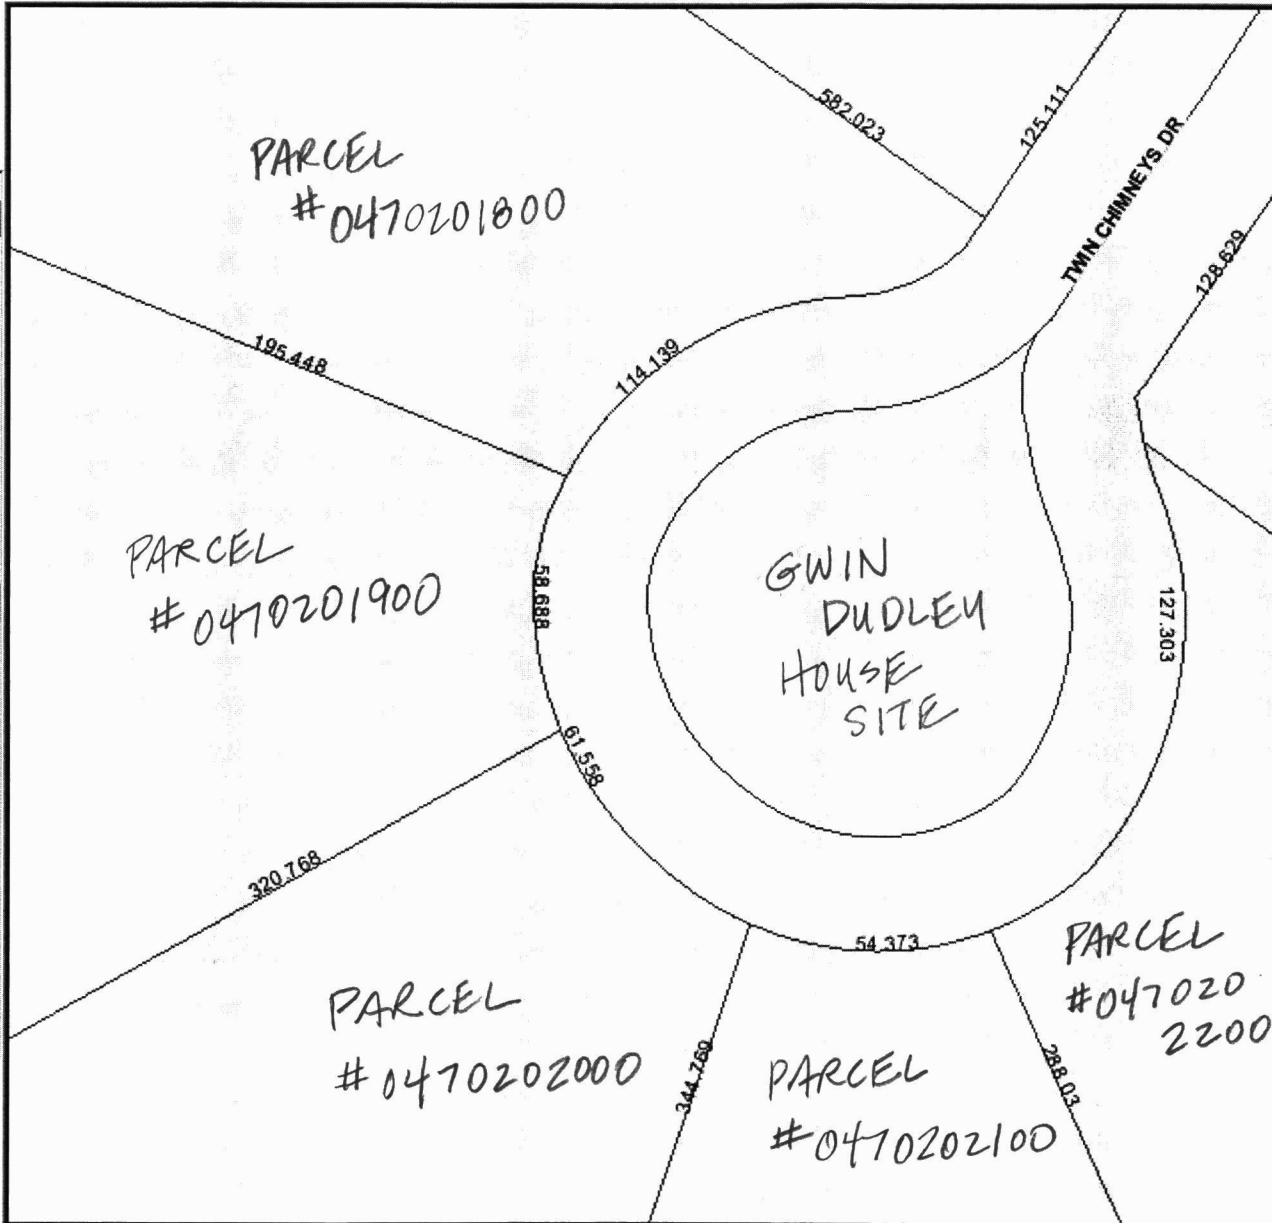 582.023
125.111
TWIN CHIMNEYS DR
128.629
PARCEL
#0470201800
195.448
114.139
PARCEL
#0470201900
58.688
GWIN
DUDLEY
HOUSE
SITE
127.303
61.558
320.768
54.373
PARCEL
#0470202000
344.769
PARCEL
#0470202100
288.03
PARCEL
#047020
2200